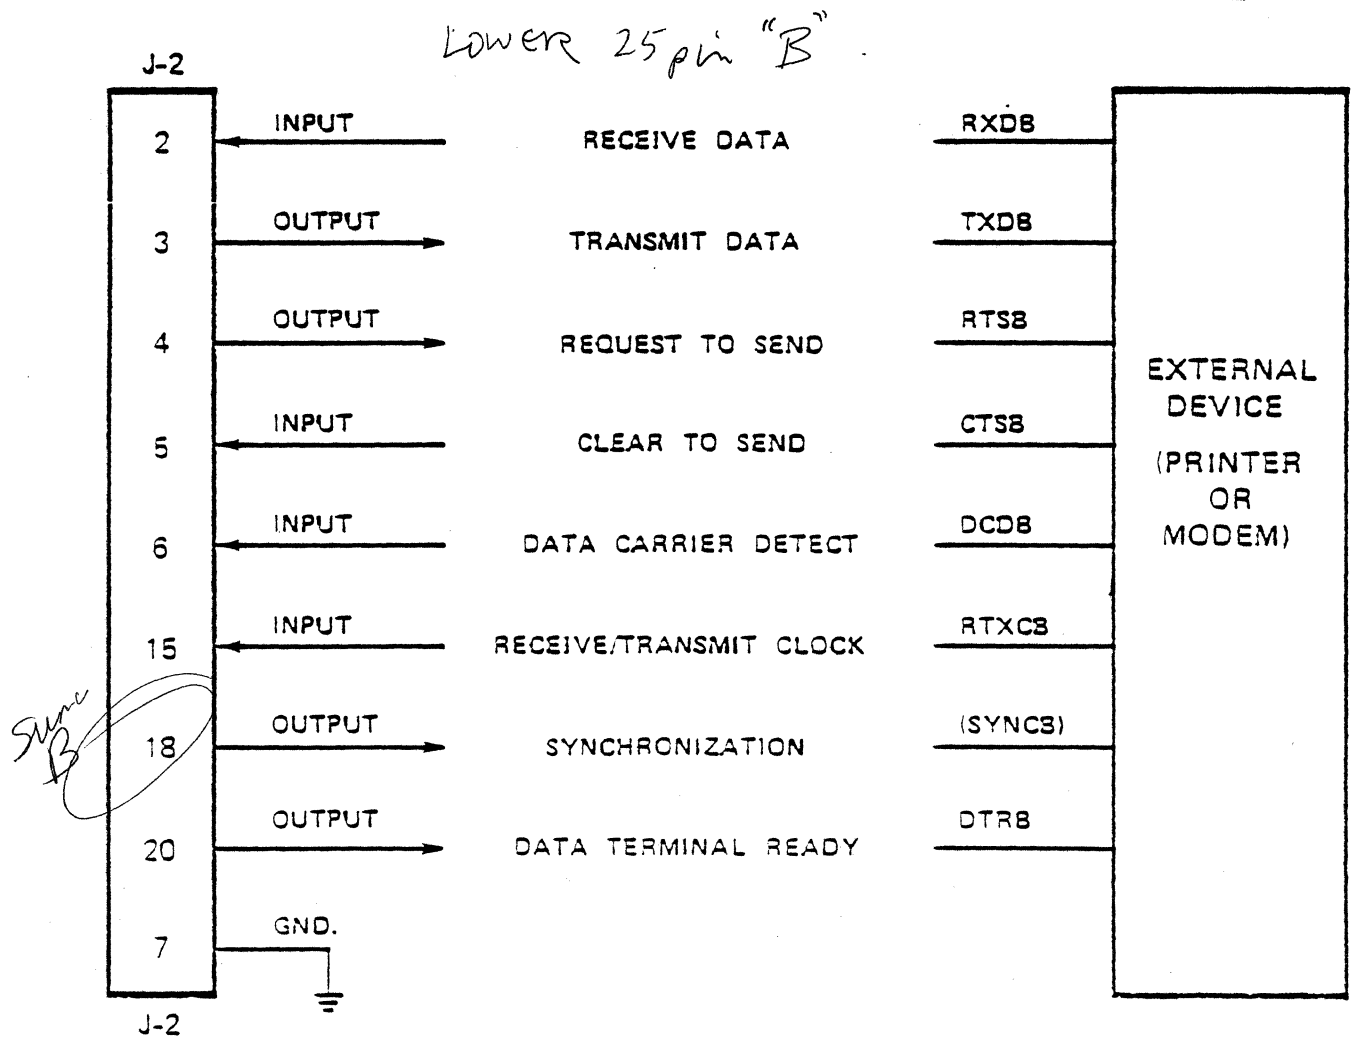 Lower 25 pin "B"
J-2
2 INPUT RECEIVE DATA RXDB
3 OUTPUT TRANSMIT DATA TXDB
4 OUTPUT REQUEST TO SEND RTSB
5 INPUT CLEAR TO SEND CTSB
6 INPUT DATA CARRIER DETECT DCDB
15 INPUT RECEIVE/TRANSMIT CLOCK RTXCB
18 OUTPUT SYNCHRONIZATION (SYNCB)
20 OUTPUT DATA TERMINAL READY DTRB
7 GND.
J-2
EXTERNAL
DEVICE
(PRINTER
OR
MODEM)
Sync
B